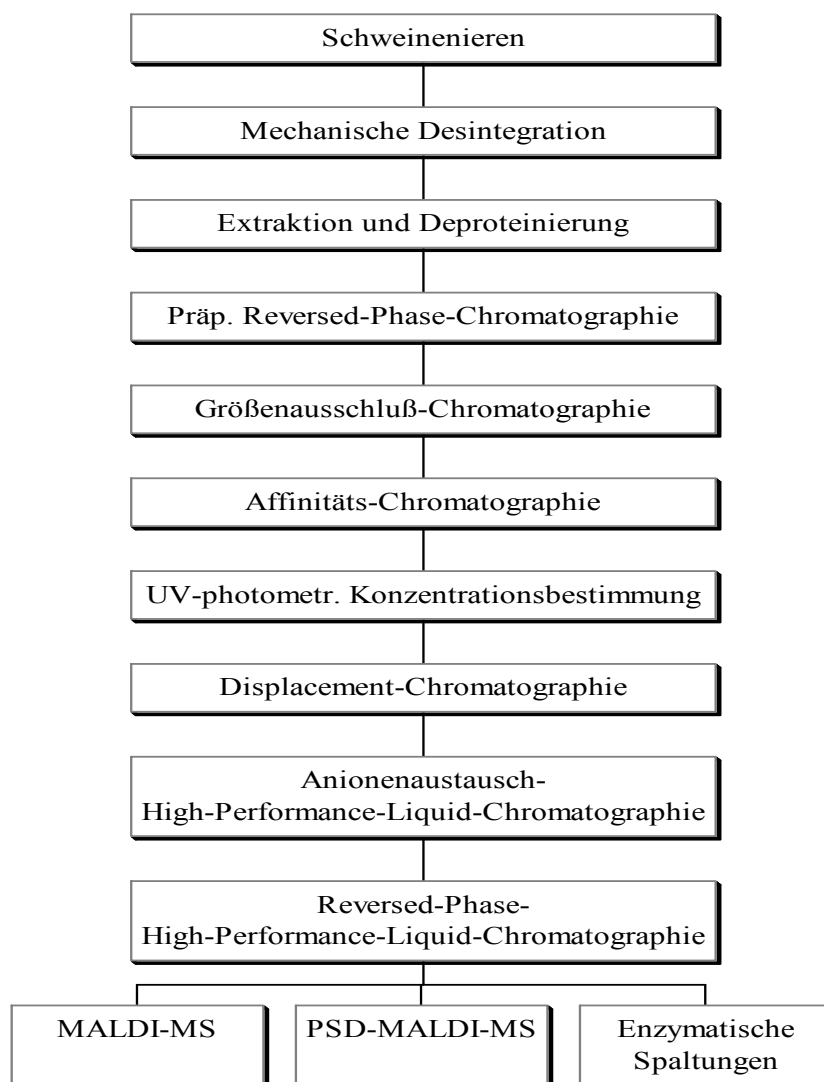 Schweinenieren
Mechanische Desintegration
Extraktion und Deproteinierung
Präp. Reversed-Phase-Chromatographie
Größenausschluß-Chromatographie
Affinitäts-Chromatographie
UV-photometr. Konzentrationsbestimmung
Displacement-Chromatographie
Anionenaustausch-
High-Performance-Liquid-Chromatographie
Reversed-Phase-
High-Performance-Liquid-Chromatographie
MALDI-MS
PSD-MALDI-MS
Enzymatische
Spaltungen